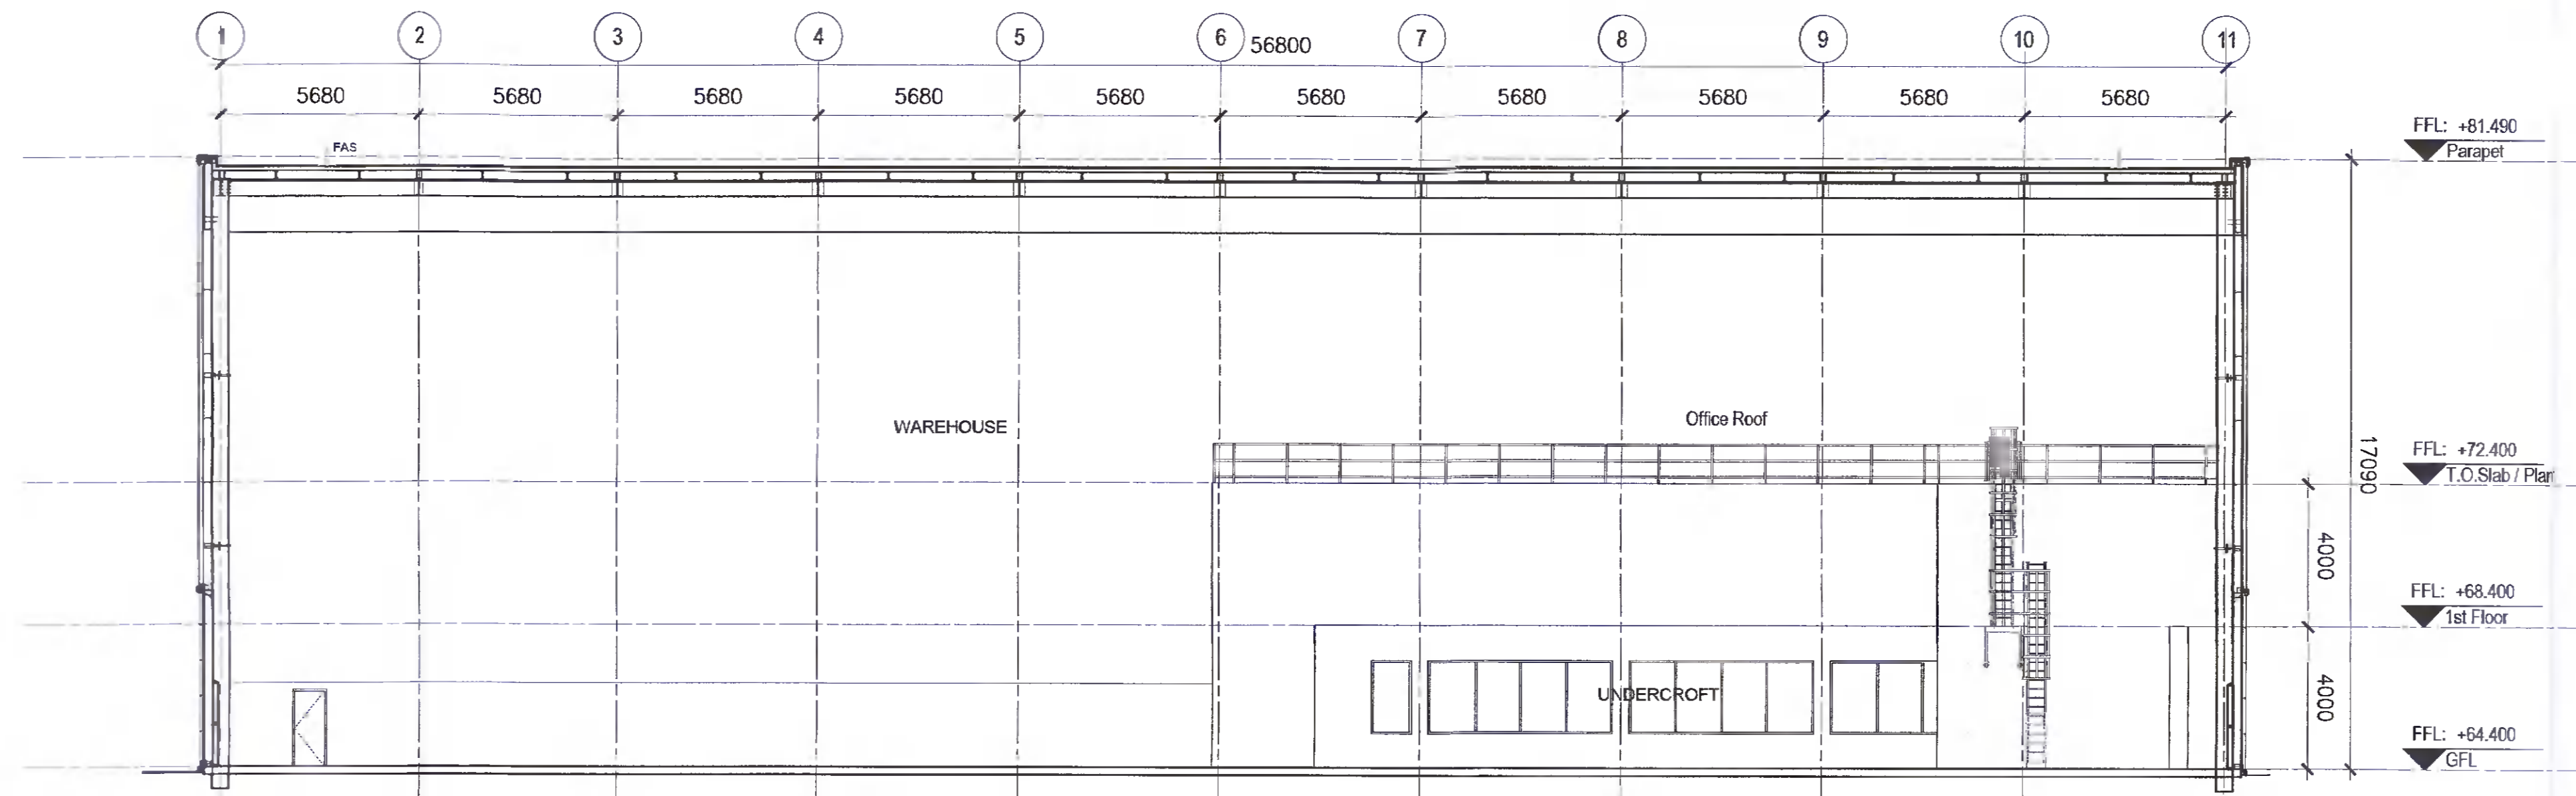 1 2 3 4 5 6 7 8 9 10 11
56800
5680 5680 5680 5680 5680 5680 5680 5680 5680 5680
FAS
FFL: +81.490
Parapet
WAREHOUSE
Office Roof
17090
FFL: +72.400
T.O.Slab / Plan
4000
FFL: +68.400
1st Floor
UNDERCROFT
4000
FFL: +64.400
GFL